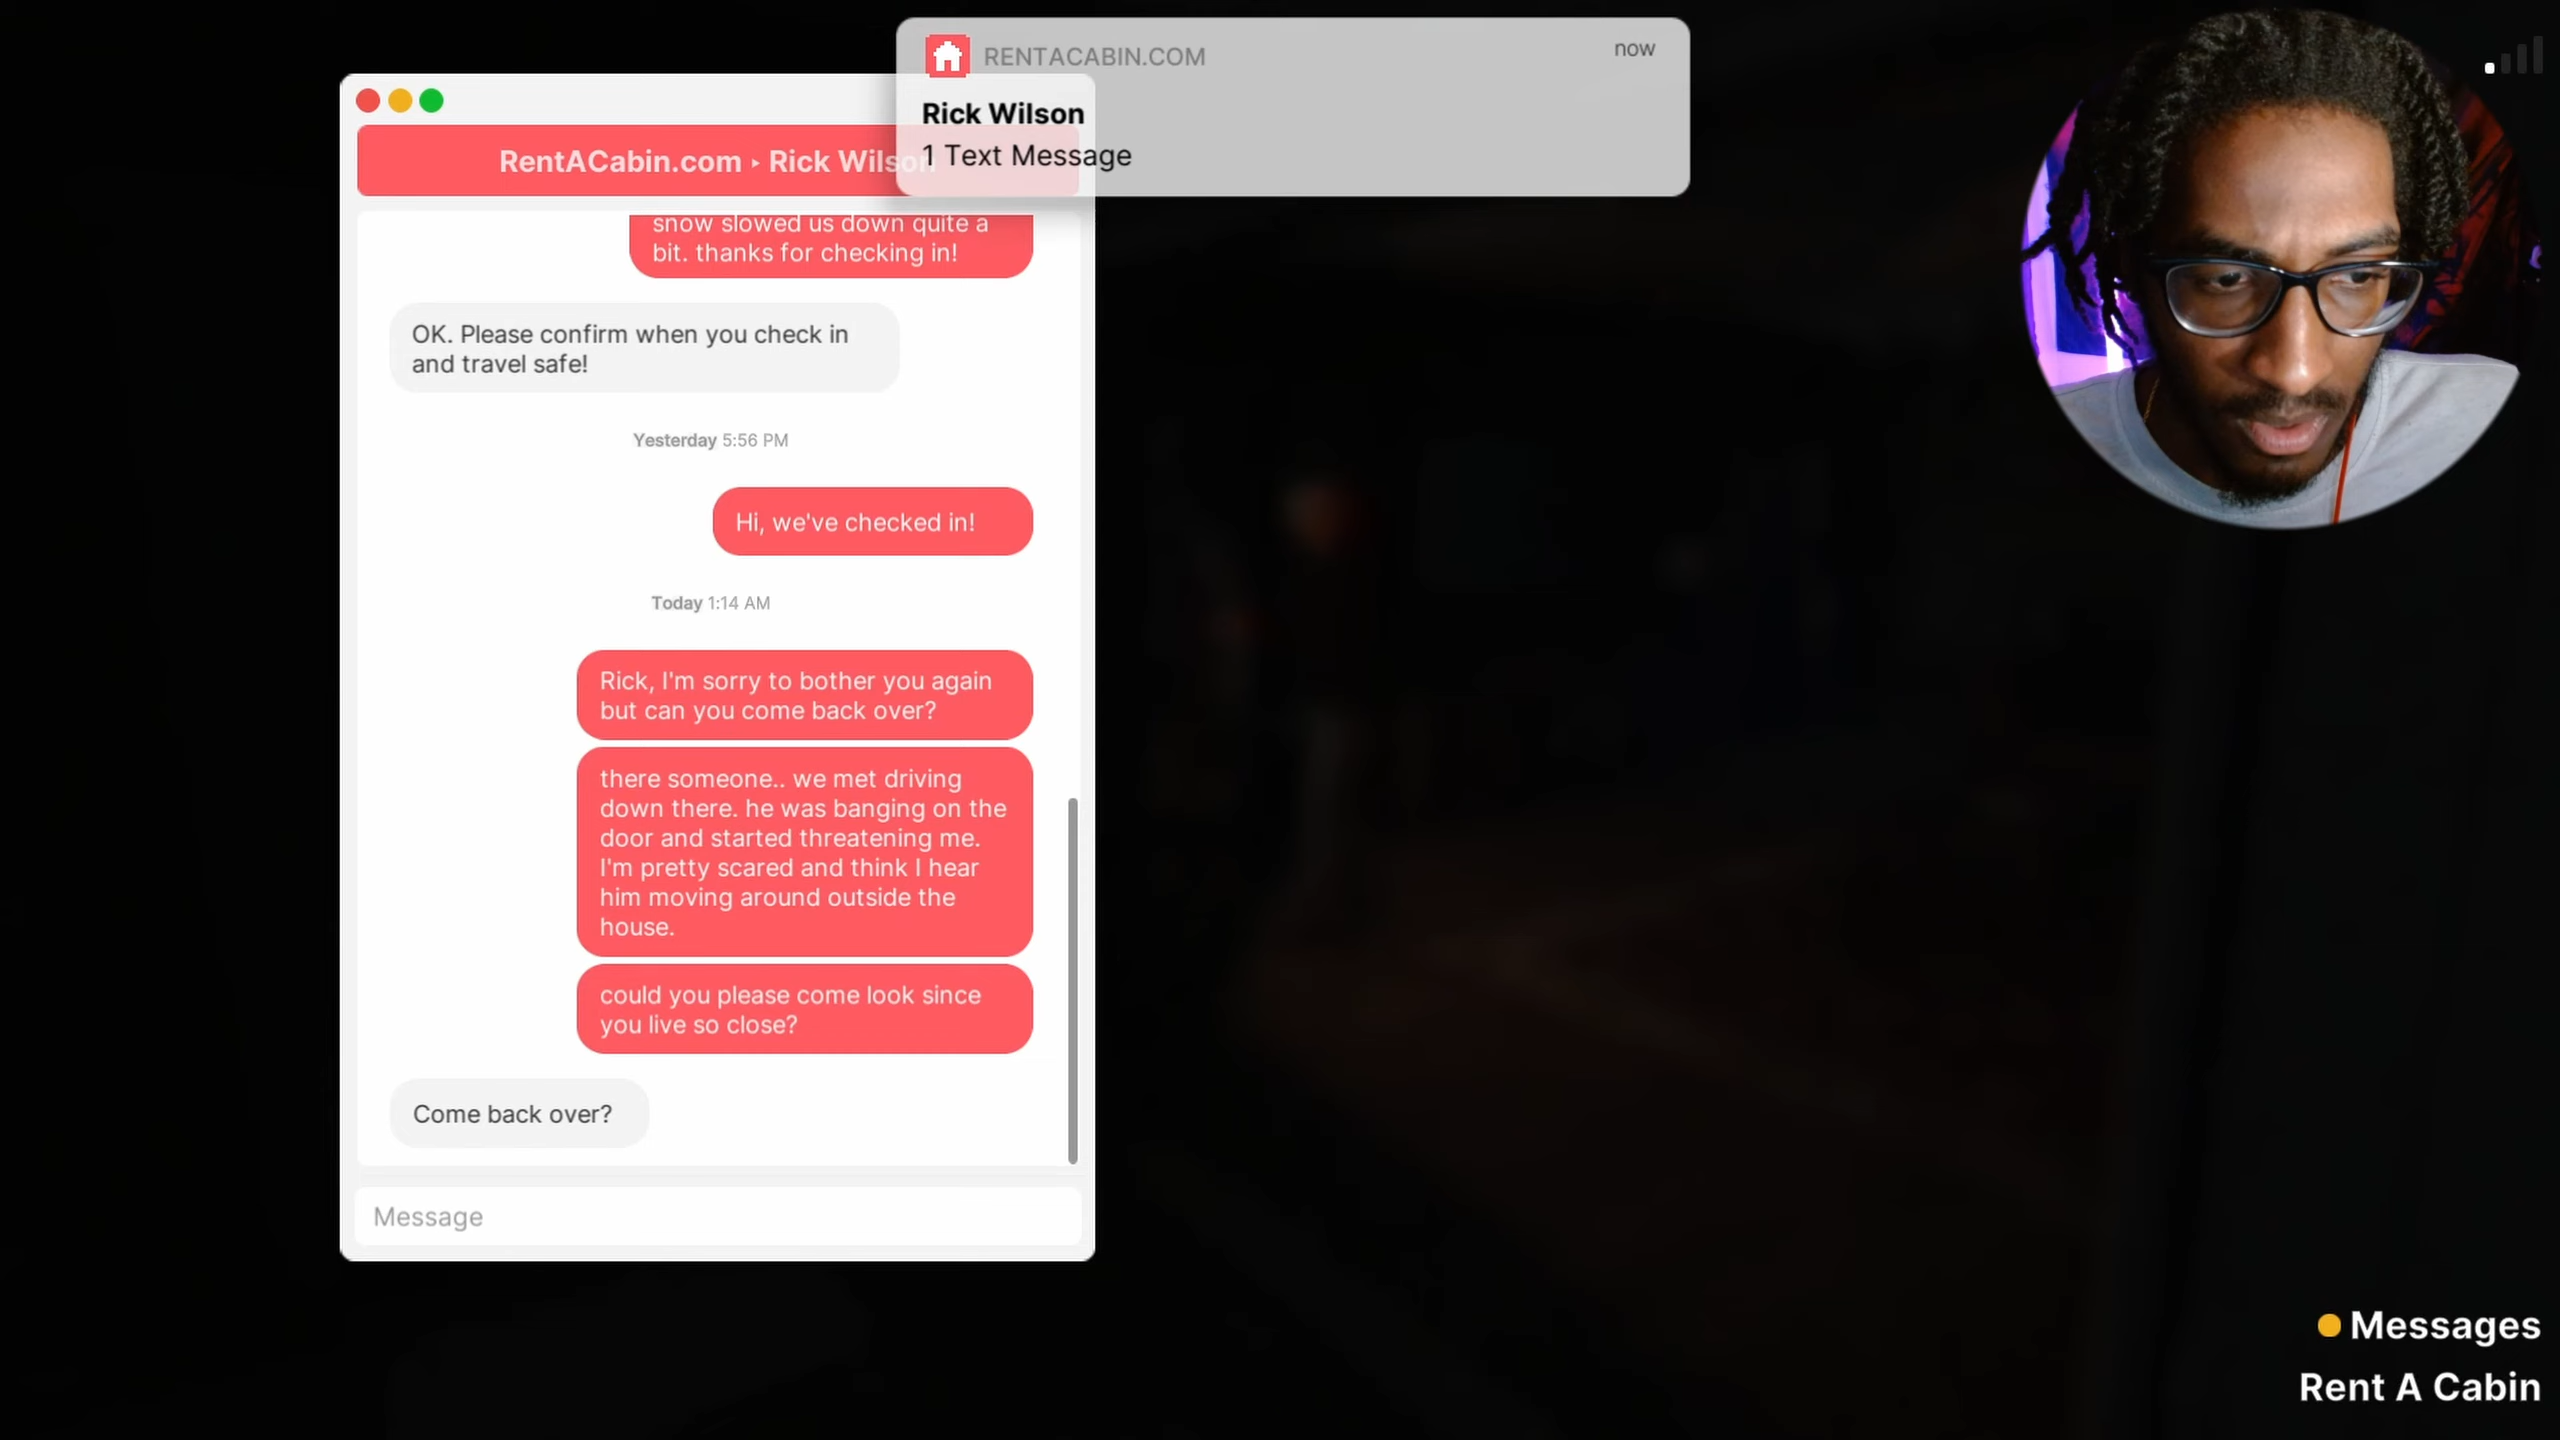 RENTACABIN.COM
now
Rick Wilson
1 Text Message
RentACabin.com ▸ Rick Wilson
snow slowed us down quite a
bit. thanks for checking in!
OK. Please confirm when you check in
and travel safe!
Yesterday 5:56 PM
Hi, we've checked in!
Today 1:14 AM
Rick, I'm sorry to bother you again
but can you come back over?
there someone.. we met driving
down there. he was banging on the
door and started threatening me.
I'm pretty scared and think I hear
him moving around outside the
house.
could you please come look since
you live so close?
Come back over?
Message
Messages
Rent A Cabin